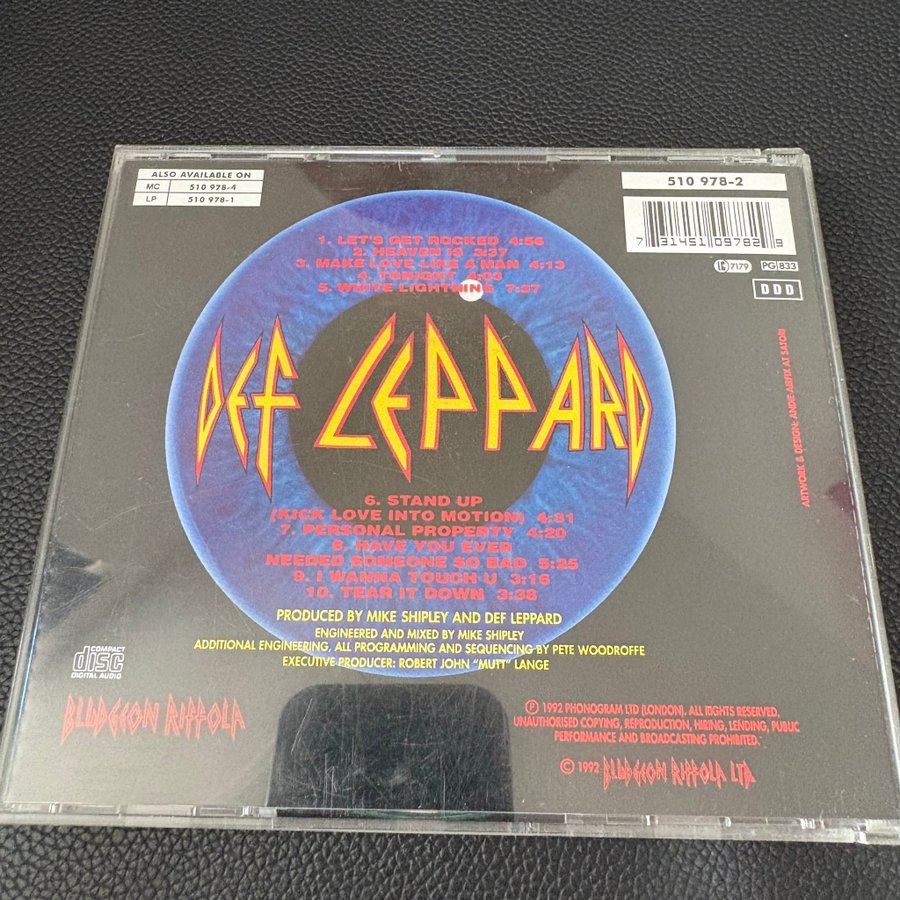 ALSO AVAILABLE ON
MC 510 978-4
LP 510 978-1
510 978-2
7 31451 09782 9
LC 7179 PG 833
DDD
1. LET'S GET ROCKED 4:56
2. HEAVEN IS 3:37
3. MAKE LOVE LIKE A MAN 4:13
4. TONIGHT 4:03
5. WHITE LIGHTNING 7:37
DEF LEPPARD
6. STAND UP
(KICK LOVE INTO MOTION) 4:31
7. PERSONAL PROPERTY 4:20
8. HAVE YOU EVER
NEEDED SOMEONE SO BAD 5:25
9. I WANNA TOUCH U 3:16
10. TEAR IT DOWN 3:38
PRODUCED BY MIKE SHIPLEY AND DEF LEPPARD
ENGINEERED AND MIXED BY MIKE SHIPLEY
ADDITIONAL ENGINEERING, ALL PROGRAMMING AND SEQUENCING BY PETE WOODROFFE
EXECUTIVE PRODUCER: ROBERT JOHN "MUTT" LANGE
ARTWORK & DESIGN: ANDIE AIRFIX AT SATORI
COMPACT
disc
DIGITAL AUDIO
BLUDGEON RIFFOLA
℗ 1992 PHONOGRAM LTD (LONDON). ALL RIGHTS RESERVED.
UNAUTHORISED COPYING, REPRODUCTION, HIRING, LENDING, PUBLIC
PERFORMANCE AND BROADCASTING PROHIBITED.
© 1992 BLUDGEON RIFFOLA LTD.